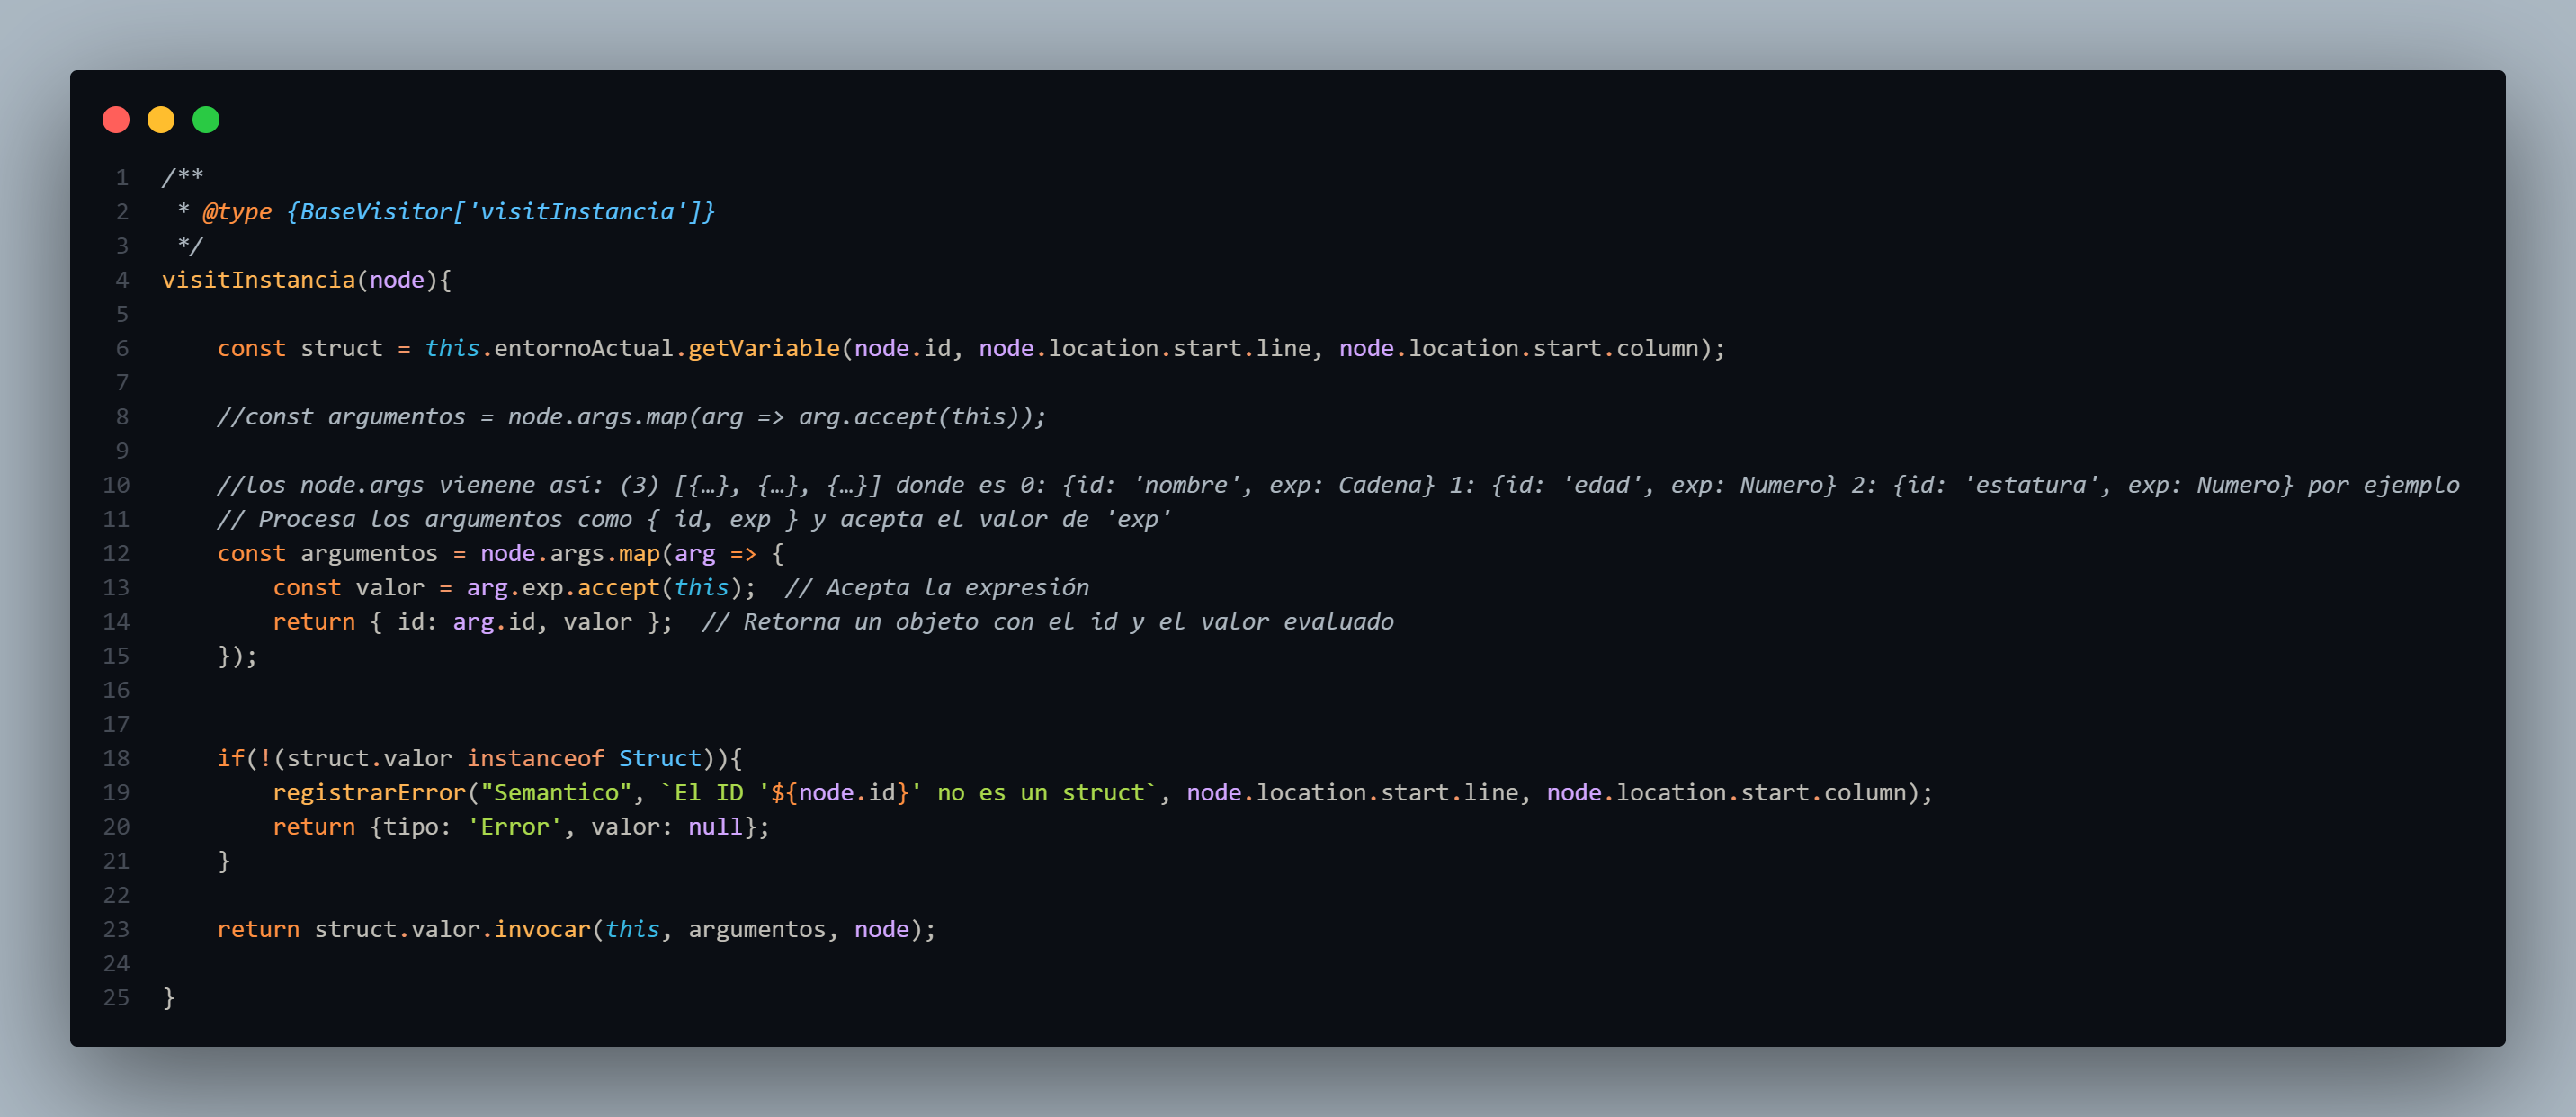 1 /**
2  * @type {BaseVisitor['visitInstancia']}
3  */
4 visitInstancia(node){
5
6     const struct = this.entornoActual.getVariable(node.id, node.location.start.line, node.location.start.column);
7
8     //const argumentos = node.args.map(arg => arg.accept(this));
9
10     //los node.args vienene así: (3) [{…}, {…}, {…}] donde es 0: {id: 'nombre', exp: Cadena} 1: {id: 'edad', exp: Numero} 2: {id: 'estatura', exp: Numero} por ejemplo
11     // Procesa los argumentos como { id, exp } y acepta el valor de 'exp'
12     const argumentos = node.args.map(arg => {
13         const valor = arg.exp.accept(this);  // Acepta la expresión
14         return { id: arg.id, valor };  // Retorna un objeto con el id y el valor evaluado
15     });
16
17
18     if(!(struct.valor instanceof Struct)){
19         registrarError("Semantico", `El ID '${node.id}' no es un struct`, node.location.start.line, node.location.start.column);
20         return {tipo: 'Error', valor: null};
21     }
22
23     return struct.valor.invocar(this, argumentos, node);
24
25 }